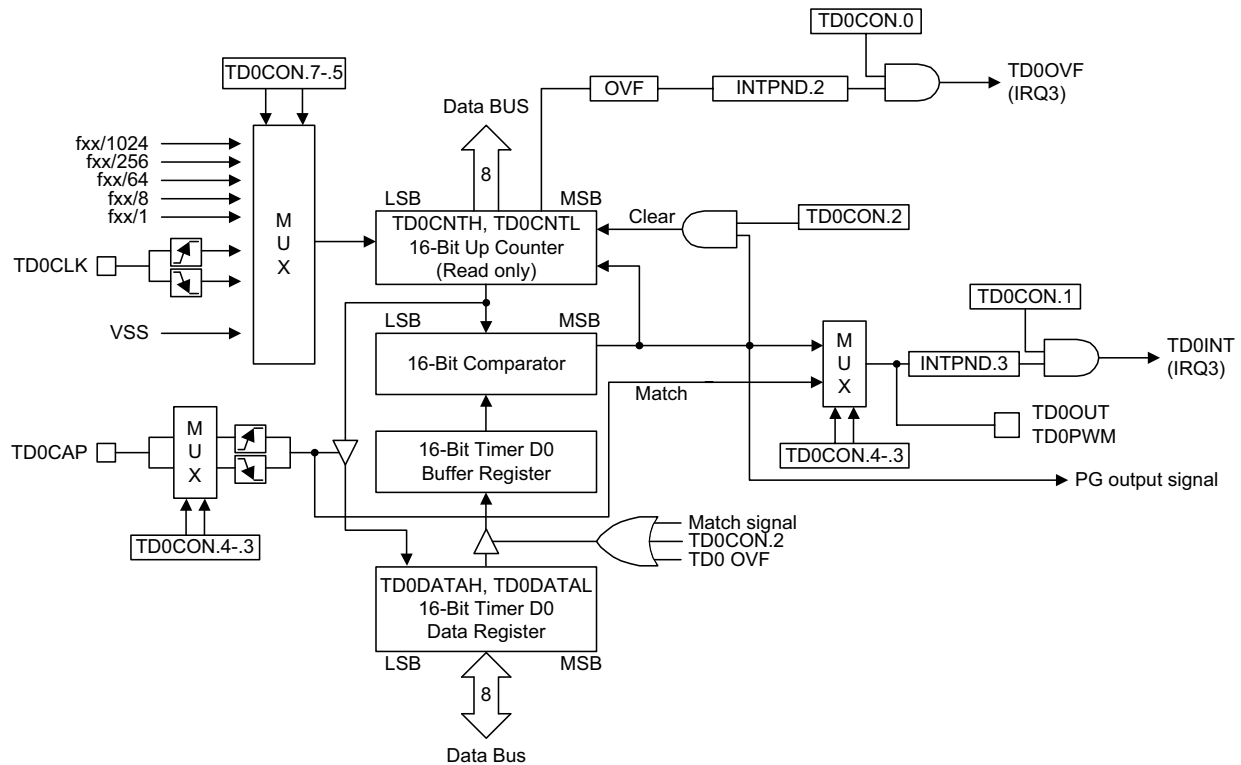 TD0CON.0
TD0CON.7-.5
OVF
INTPND.2
TD0OVF
(IRQ3)
Data BUS
8
fxx/1024
fxx/256
fxx/64
fxx/8
fxx/1
M
U
X
TD0CLK
VSS
LSB
MSB
TD0CNTH, TD0CNTL
16-Bit Up Counter
(Read only)
Clear
TD0CON.2
LSB
MSB
16-Bit Comparator
Match
M
U
X
TD0CON.4-.3
TD0CON.1
INTPND.3
TD0INT
(IRQ3)
TD0OUT
TD0PWM
PG output signal
TD0CAP
M
U
X
TD0CON.4-.3
16-Bit Timer D0
Buffer Register
Match signal
TD0CON.2
TD0 OVF
TD0DATAH, TD0DATAL
16-Bit Timer D0
Data Register
LSB
MSB
8
Data Bus